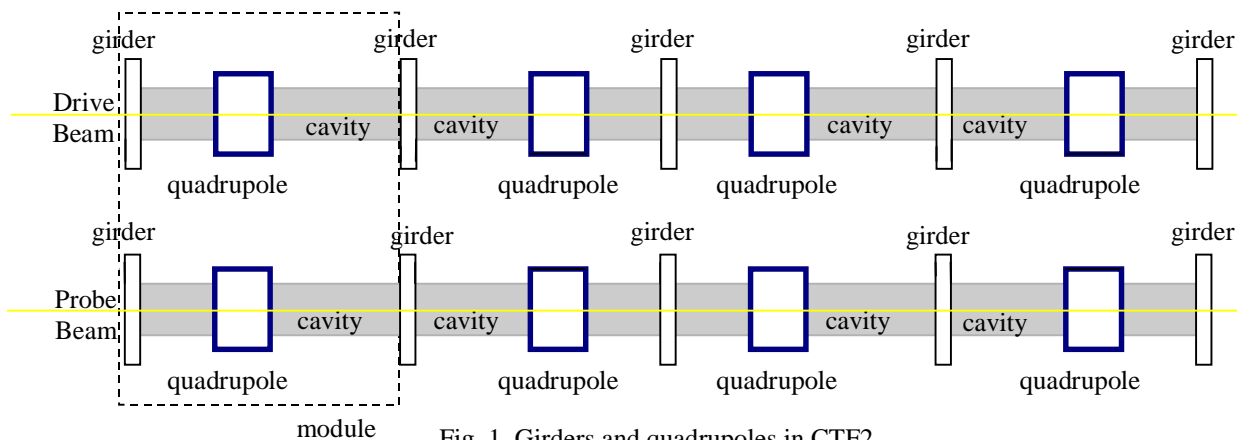 girder girder girder girder girder
Drive
Beam
cavity cavity cavity cavity
quadrupole quadrupole quadrupole quadrupole
girder girder girder girder girder
Probe
Beam
cavity cavity cavity cavity
quadrupole quadrupole quadrupole quadrupole
module
Fig. 1 Girders and quadrupoles in CTF2